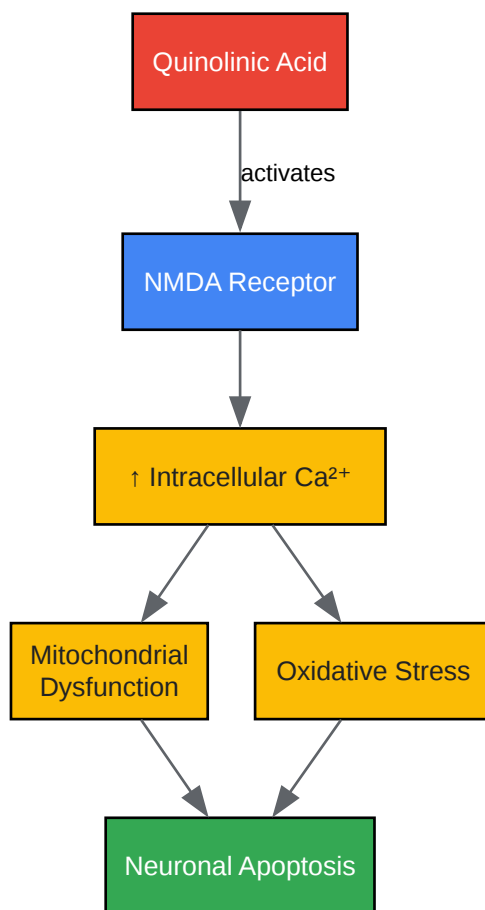 Quinolinic Acid
activates
NMDA Receptor
↑ Intracellular Ca²⁺
Mitochondrial
Dysfunction
Oxidative Stress
Neuronal Apoptosis